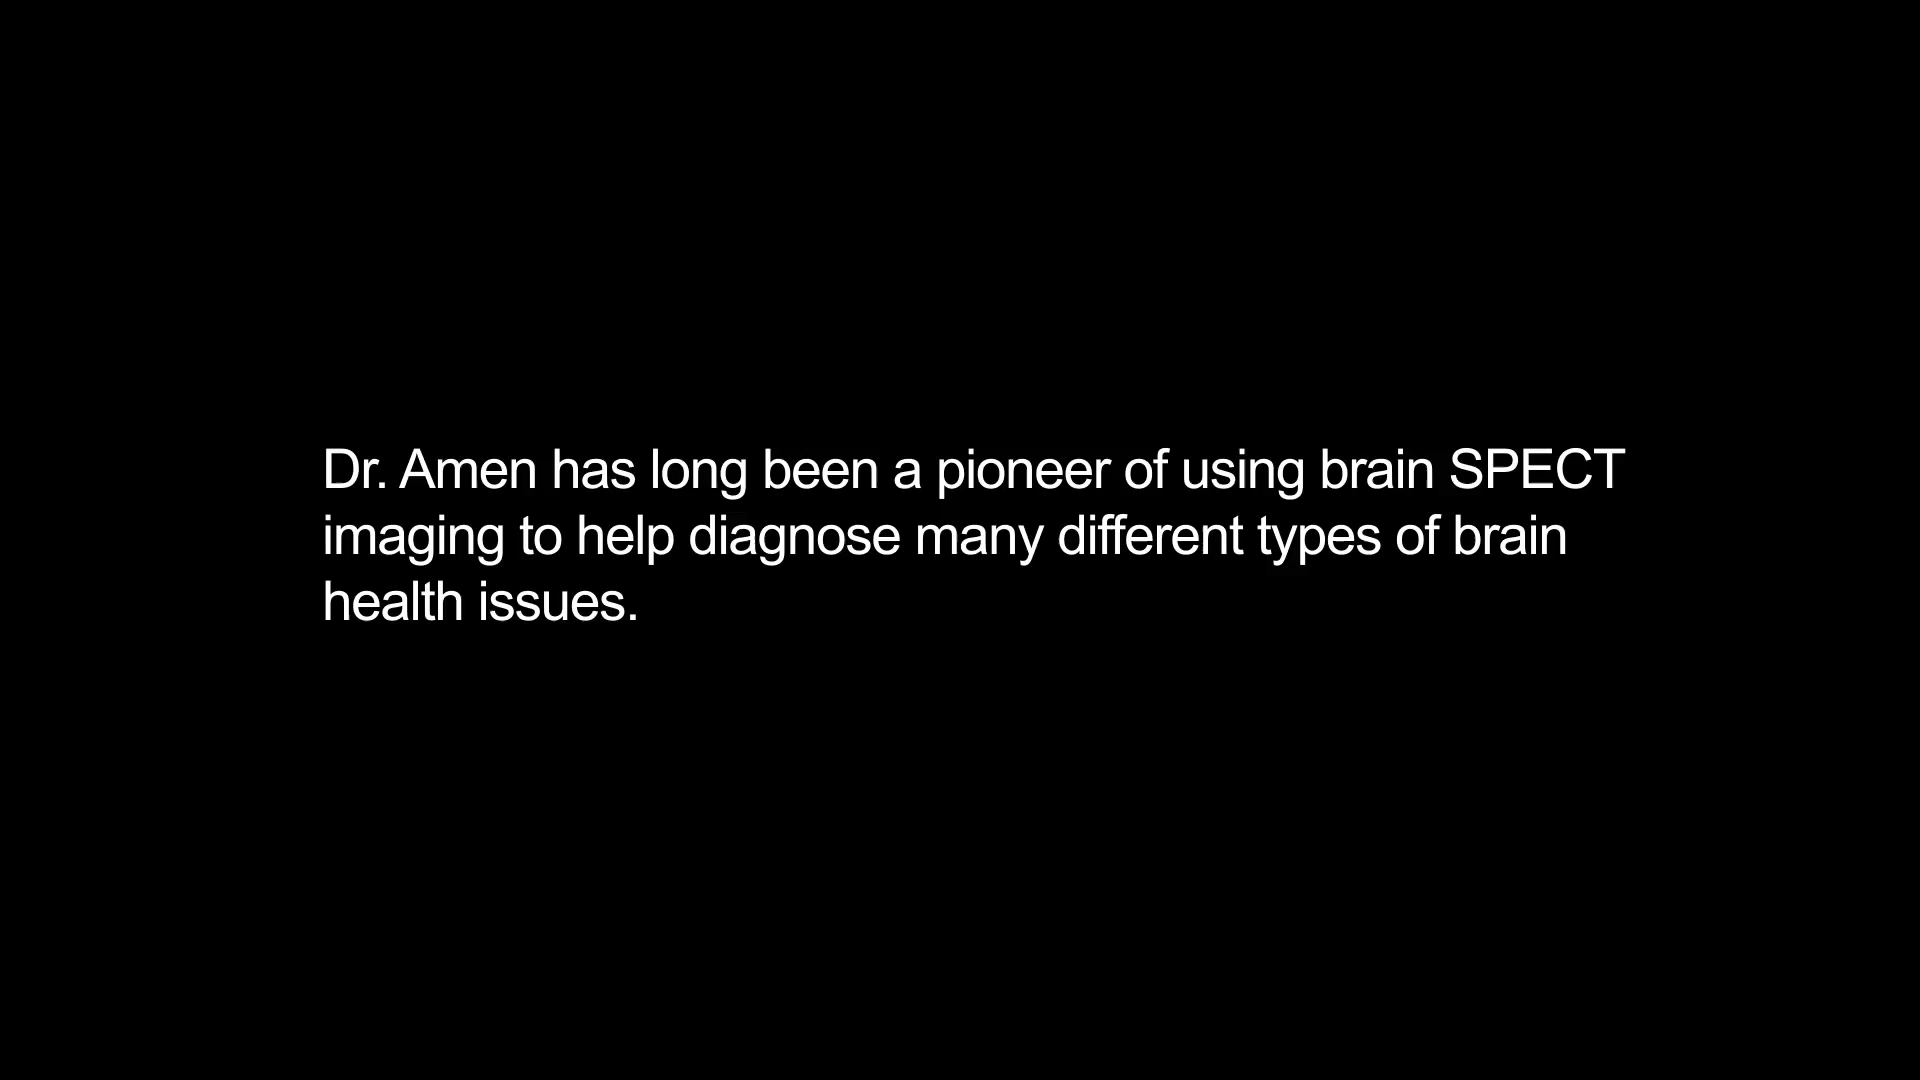 Dr. Amen has long been a pioneer of using brain SPECT
imaging to help diagnose many different types of brain
health issues.